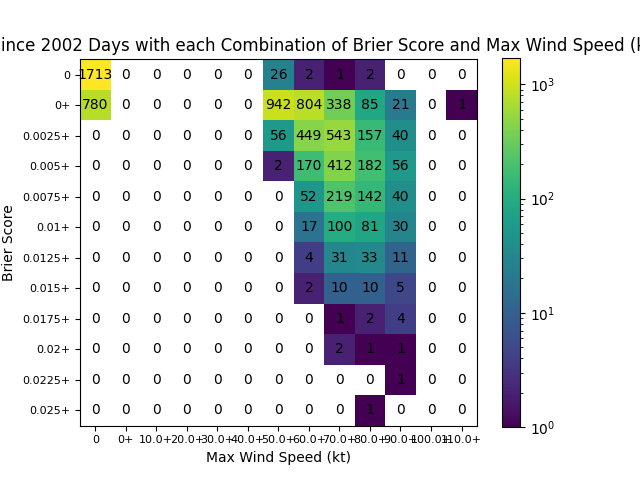 ince 2002 Days with each Combination of Brier Score and Max Wind Speed (k
0 1713 0 0 0 0 0 26 2 1 2 0 0 0
0+ 780 0 0 0 0 0 942 804 338 85 21 0 1
0.0025+ 0 0 0 0 0 0 56 449 543 157 40 0 0
0.005+ 0 0 0 0 0 0 2 170 412 182 56 0 0
0.0075+ 0 0 0 0 0 0 0 52 219 142 40 0 0
0.01+ 0 0 0 0 0 0 0 17 100 81 30 0 0
0.0125+ 0 0 0 0 0 0 0 4 31 33 11 0 0
0.015+ 0 0 0 0 0 0 0 2 10 10 5 0 0
0.0175+ 0 0 0 0 0 0 0 0 1 2 4 0 0
0.02+ 0 0 0 0 0 0 0 0 2 1 1 0 0
0.0225+ 0 0 0 0 0 0 0 0 0 0 1 0 0
0.025+ 0 0 0 0 0 0 0 0 0 1 0 0 0
0 0+ 10.0+ 20.0+ 30.0+ 40.0+ 50.0+ 60.0+ 70.0+ 80.0+ 90.0+ 100.0+ 110.0+
Max Wind Speed (kt)
Brier Score
10³
10²
10¹
10⁰